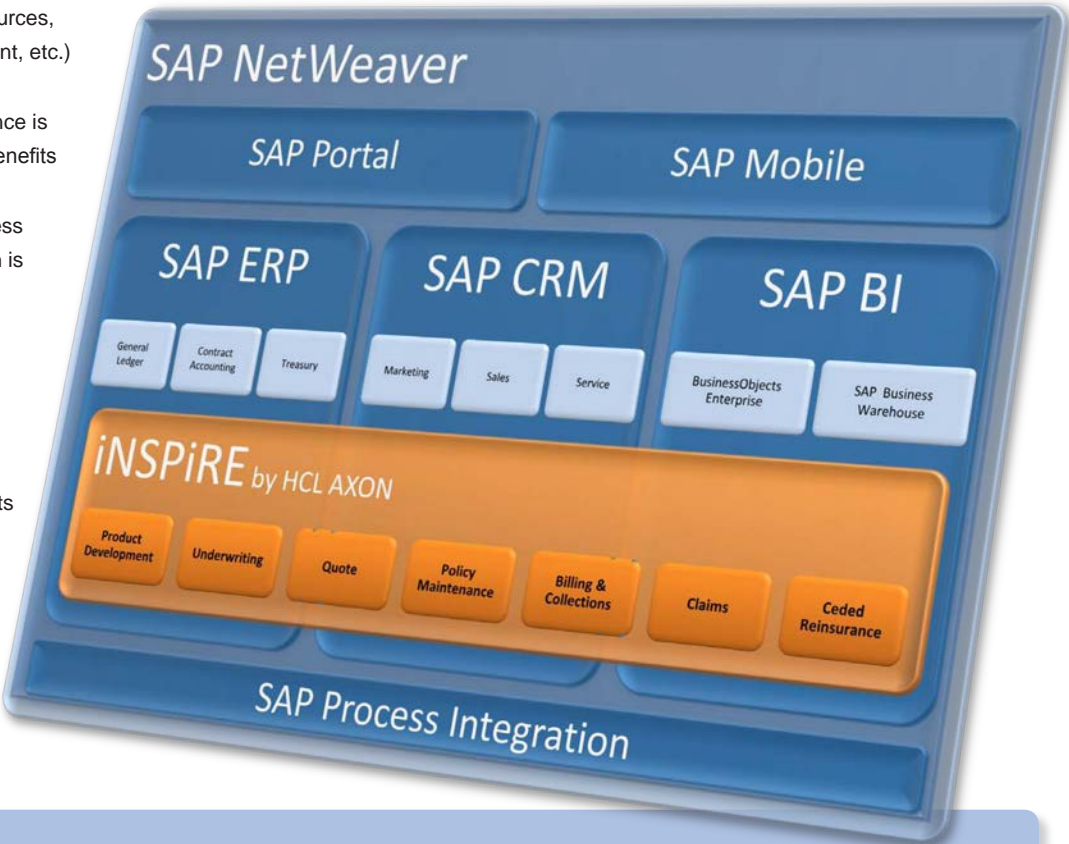 urces,
nt, etc.)
nce is
enefits
ess
n is
ts
SAP NetWeaver
SAP Portal
SAP Mobile
SAP ERP
SAP CRM
SAP BI
General
Ledger
Contract
Accounting
Treasury
Marketing
Sales
Service
BusinessObjects
Enterprise
SAP Business
Warehouse
iNSPiRE by HCL AXON
Product
Development
Underwriting
Quote
Policy
Maintenance
Billing &
Collections
Claims
Ceded
Reinsurance
SAP Process Integration